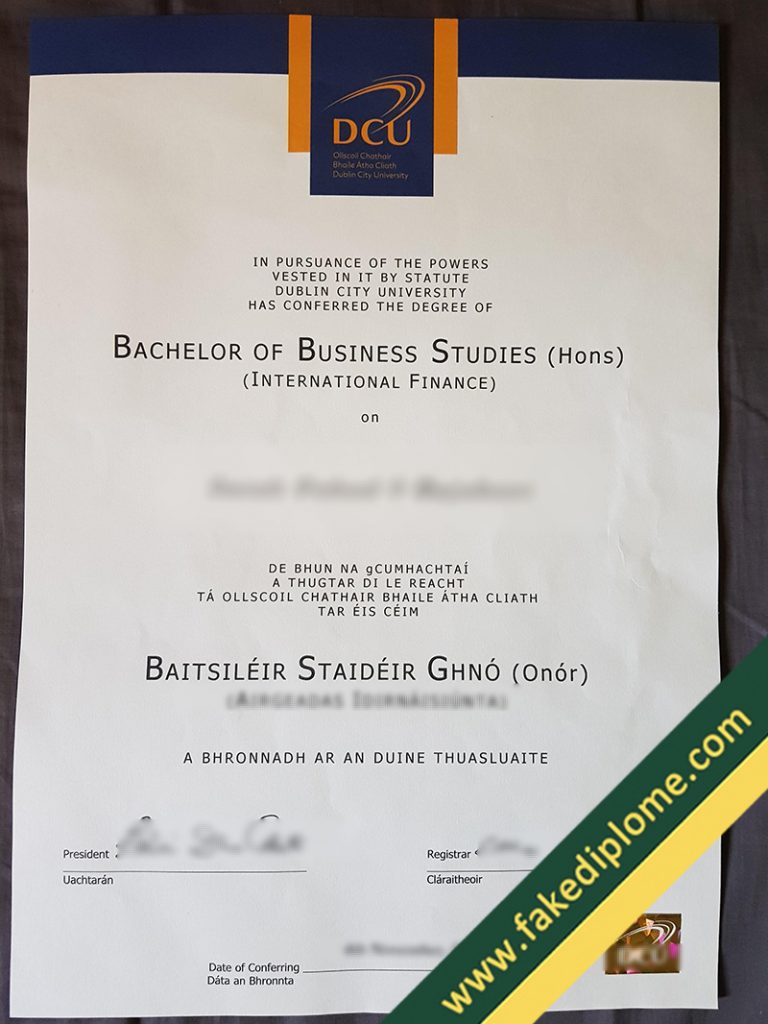 DCU
Ollscoil Chathair
Bhaile Átha Cliath
Dublin City University
IN PURSUANCE OF THE POWERS
VESTED IN IT BY STATUTE
DUBLIN CITY UNIVERSITY
HAS CONFERRED THE DEGREE OF
BACHELOR OF BUSINESS STUDIES (Hons)
(INTERNATIONAL FINANCE)
on
DE BHUN NA gCUMHACHTAÍ
A THUGTAR DI LE REACHT
TÁ OLLSCOIL CHATHAIR BHAILE ÁTHA CLIATH
TAR ÉIS CÉIM
BAITSILÉIR STAIDÉIR GHNÓ (Onór)
(AIRGEADAS IDIRNÁISIÚNTA)
A BHRONNADH AR AN DUINE THUASLUAITE
President
Uachtarán
Registrar
Cláraitheoir
Date of Conferring
Dáta an Bhronnta
DCU
www.fakediplome.com